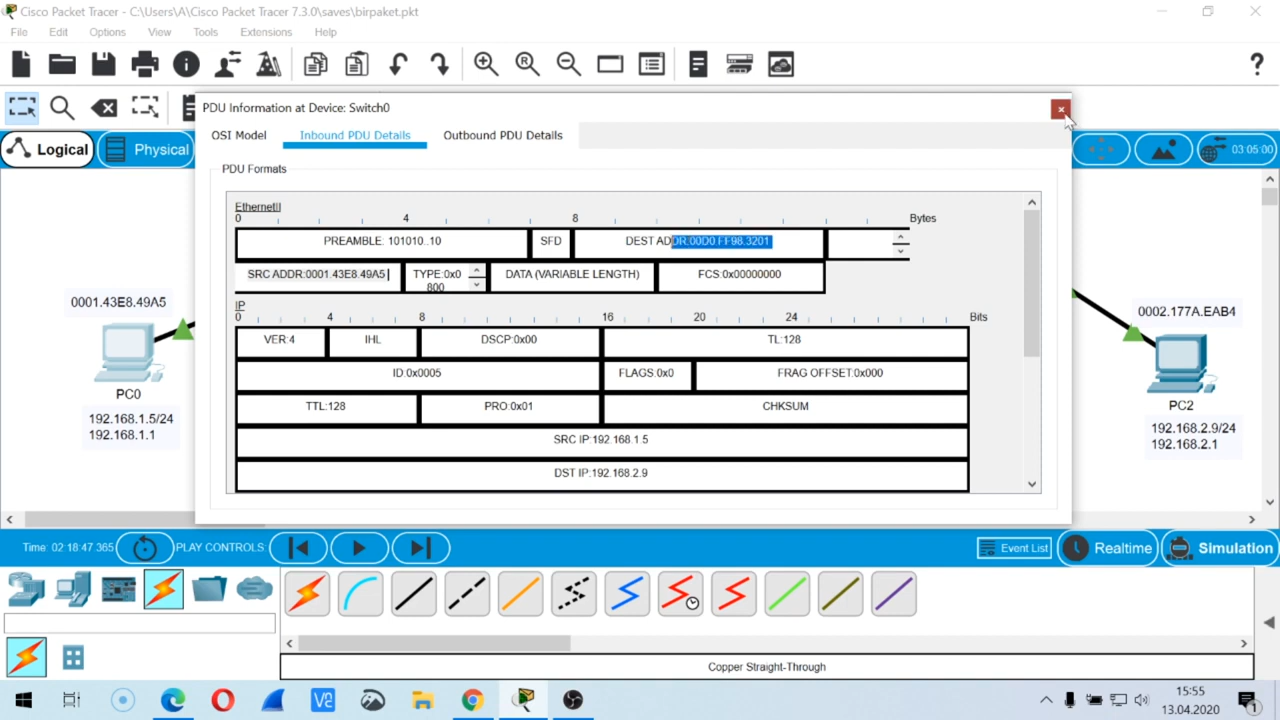 Cisco Packet Tracer - C:\Users\A\Cisco Packet Tracer 7.3.0\saves\birpaket.pkt
File Edit Options View Tools Extensions Help
PDU Information at Device: Switch0
OSI Model Inbound PDU Details Outbound PDU Details
Logical Physical 03:05:00
PDU Formats
EthernetII
0 4 8 Bytes
PREAMBLE: 101010..10 SFD DEST ADDR:00D0.FF98.3201
SRC ADDR:0001.43E8.49A5 TYPE:0x0800 DATA (VARIABLE LENGTH) FCS:0x00000000
IP
0 4 8 16 20 24 Bits
VER:4 IHL DSCP:0x00 TL:128
ID:0x0005 FLAGS:0x0 FRAG OFFSET:0x000
TTL:128 PRO:0x01 CHKSUM
SRC IP:192.168.1.5
DST IP:192.168.2.9
0001.43E8.49A5
PC0
192.168.1.5/24
192.168.1.1
0002.177A.EAB4
PC2
192.168.2.9/24
192.168.2.1
Time: 02:18:47.365 PLAY CONTROLS: Event List Realtime Simulation
Copper Straight-Through
15:55
13.04.2020
1